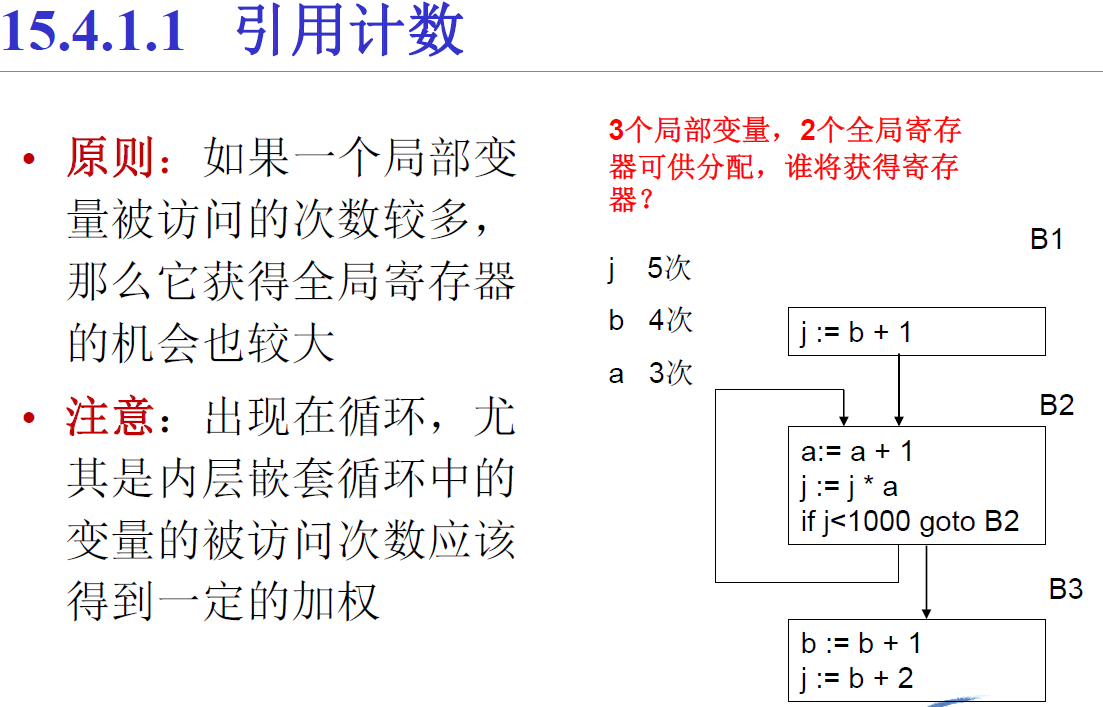 15.4.1.1 引用计数
• 原则：如果一个局部变
量被访问的次数较多，
那么它获得全局寄存器
的机会也较大
• 注意：出现在循环，尤
其是内层嵌套循环中的
变量的被访问次数应该
得到一定的加权
3个局部变量，2个全局寄存
器可供分配，谁将获得寄存
器？
j 5次
b 4次
a 3次
B1
j := b + 1
B2
a:= a + 1
j := j * a
if j<1000 goto B2
B3
b := b + 1
j := b + 2